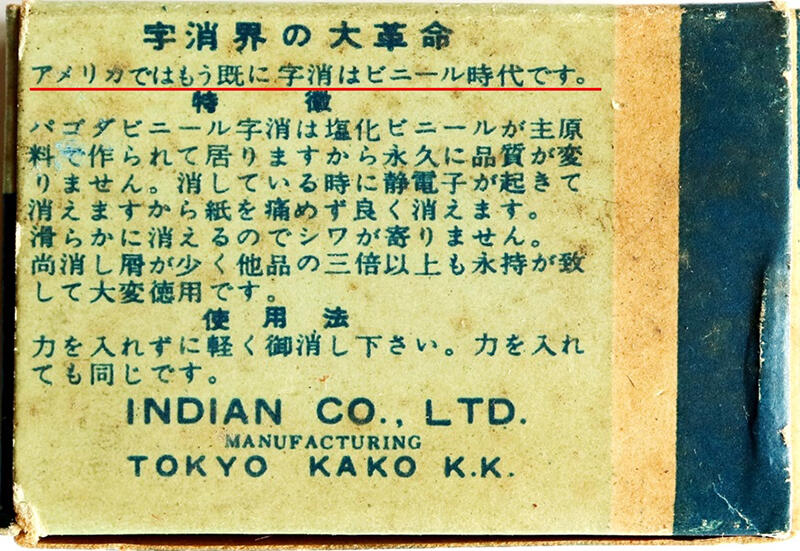 字消界の大革命
アメリカではもう既に字消はビニール時代です。
特徴
パゴダビニール字消は塩化ビニールが主原
料で作られて居りますから永久に品質が変
りません。消している時に静電子が起きて
消えますから紙を痛めず良く消えます。
滑らかに消えるのでシワが寄りません。
尚消し屑が少く他品の三倍以上も永持が致
して大変徳用です。
使用法
力を入れずに軽く御消し下さい。力を入れ
ても同じです。
INDIAN CO., LTD.
MANUFACTURING
TOKYO KAKO K.K.